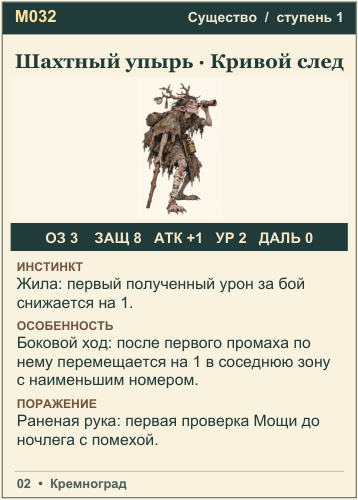 М032
Существо / ступень 1
Шахтный упырь · Кривой след
ОЗ 3 ЗАЩ 8 АТК +1 УР 2 ДАЛЬ 0
ИНСТИНКТ
Жила: первый полученный урон за бой
снижается на 1.
ОСОБЕННОСТЬ
Боковой ход: после первого промаха по
нему перемещается на 1 в соседнюю зону
с наименьшим номером.
ПОРАЖЕНИЕ
Раненая рука: первая проверка Мощи до
ночлега с помехой.
02 • Кремноград